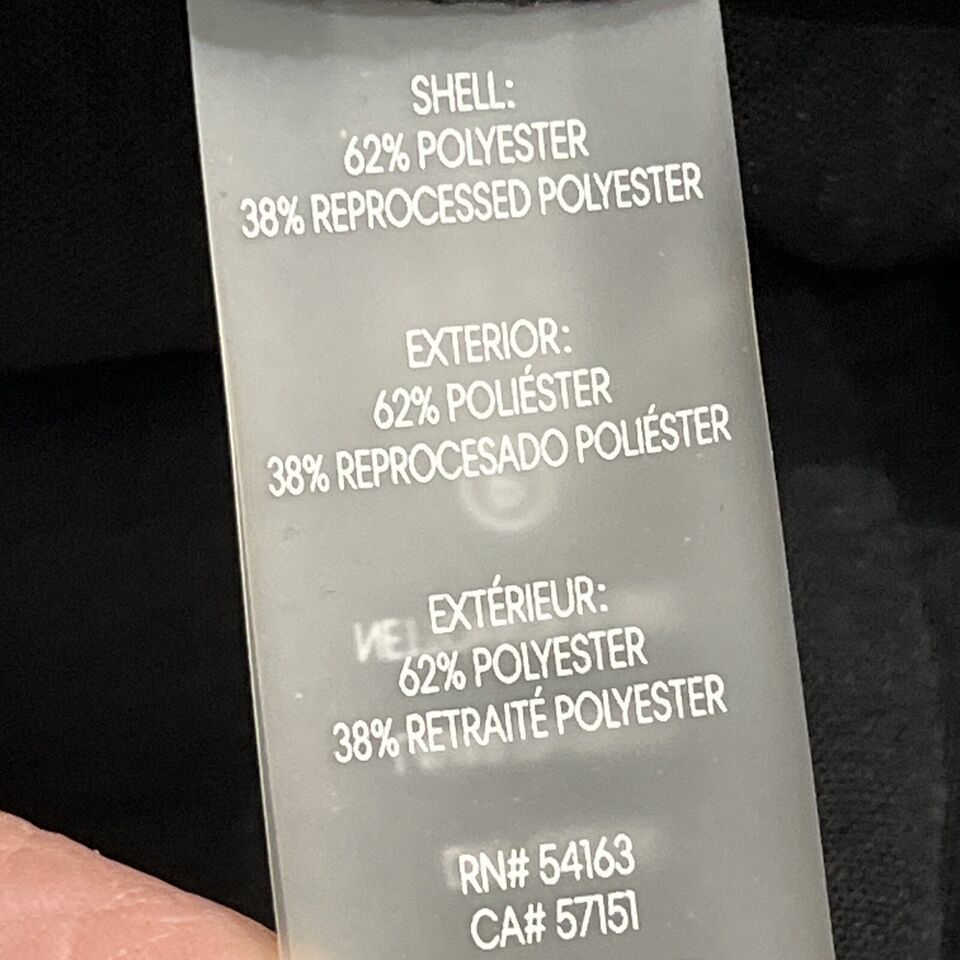 SHELL:
62% POLYESTER
38% REPROCESSED POLYESTER
EXTERIOR:
62% POLIÉSTER
38% REPROCESADO POLIÉSTER
EXTÉRIEUR:
62% POLYESTER
38% RETRAITÉ POLYESTER
RN# 54163
CA# 57151